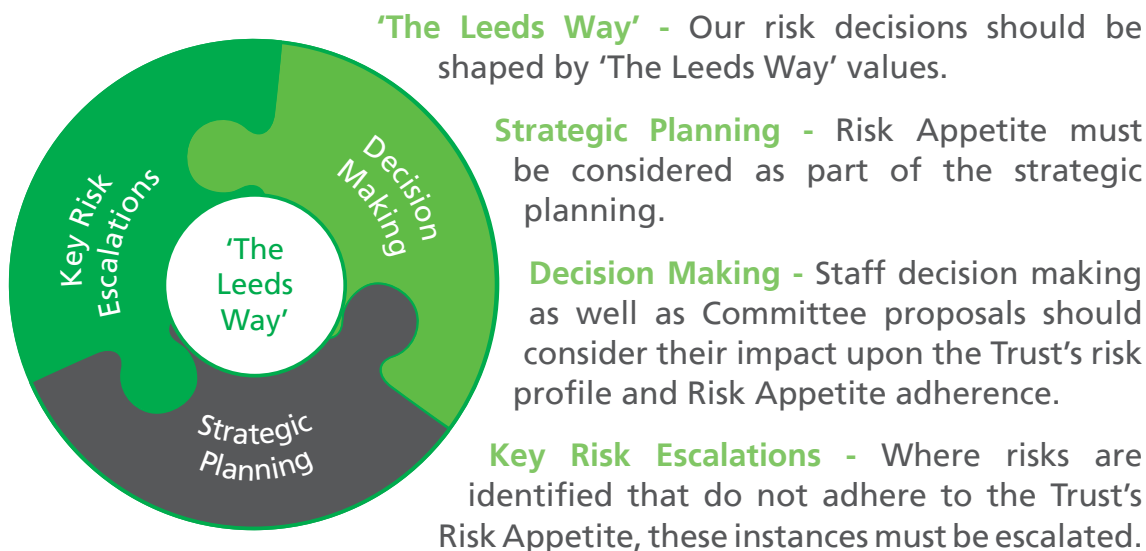 'The Leeds Way' - Our risk decisions should be
shaped by 'The Leeds Way' values.
Strategic Planning - Risk Appetite must
be considered as part of the strategic
planning.
Decision Making - Staff decision making
as well as Committee proposals should
consider their impact upon the Trust's risk
profile and Risk Appetite adherence.
Key Risk Escalations - Where risks are
identified that do not adhere to the Trust's
Risk Appetite, these instances must be escalated.
Key Risk
Escalations
Decision
Making
'The
Leeds
Way'
Strategic
Planning